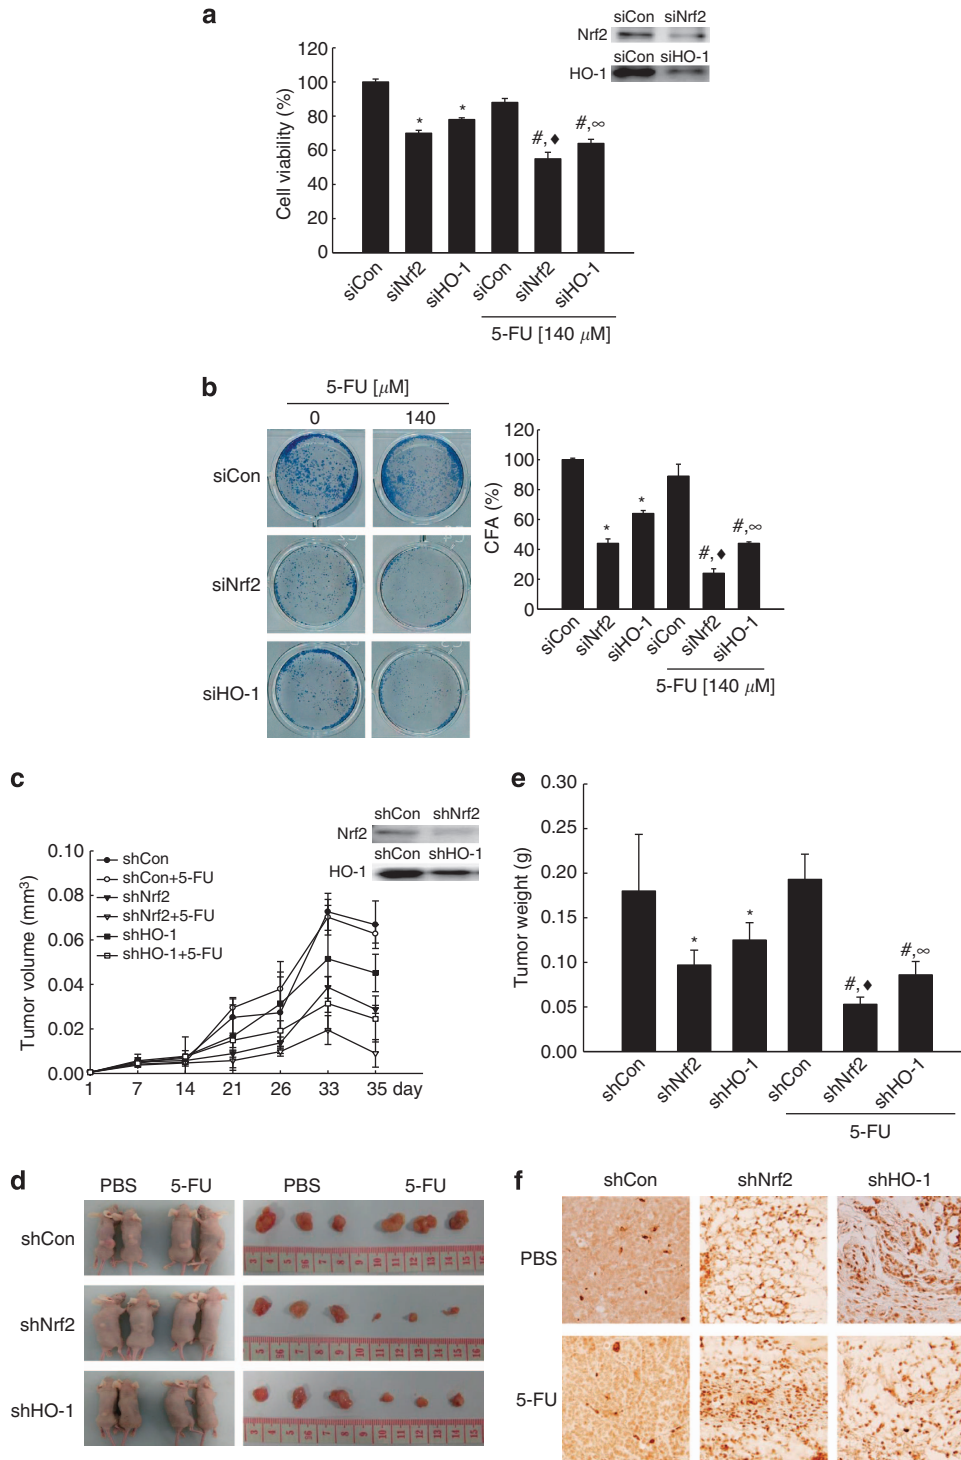 a
siCon siNrf2
Nrf2
siCon siHO-1
HO-1
Cell viability (%)
120
100
80
60
40
20
0
*
*
#,♦
#,∞
siCon
siNrf2
siHO-1
siCon
siNrf2
siHO-1
5-FU [140 μM]
b
5-FU [μM]
0 140
siCon
siNrf2
siHO-1
CFA (%)
120
100
80
60
40
20
0
*
*
#,♦
#,∞
siCon
siNrf2
siHO-1
siCon
siNrf2
siHO-1
5-FU [140 μM]
c
shCon shNrf2
Nrf2
shCon shHO-1
HO-1
Tumor volume (mm³)
0.10
0.08
0.06
0.04
0.02
0.00
shCon
shCon+5-FU
shNrf2
shNrf2+5-FU
shHO-1
shHO-1+5-FU
1 7 14 21 26 33 35 day
e
Tumor weight (g)
0.30
0.25
0.20
0.15
0.10
0.05
0.00
*
*
#,♦
#,∞
shCon
shNrf2
shHO-1
shCon
shNrf2
shHO-1
5-FU
d
PBS 5-FU PBS 5-FU
shCon
shNrf2
shHO-1
f
shCon shNrf2 shHO-1
PBS
5-FU